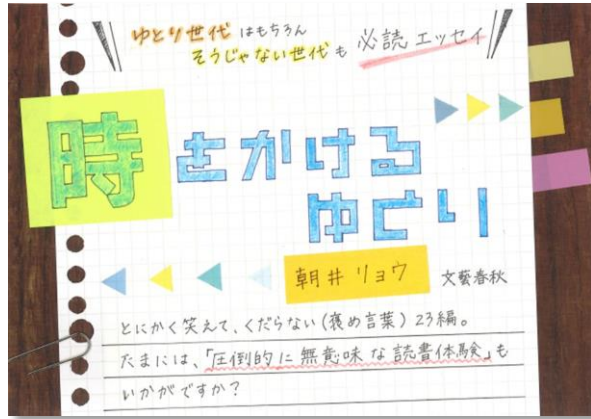 ゆとり世代はもちろん
そうじゃない世代も 必読エッセイ
時をかける
ゆとり
朝井リョウ 文藝春秋
とにかく笑えて、くだらない(褒め言葉)23編。
たまには、「圧倒的に無意味な読書体験」も
いかがですか?